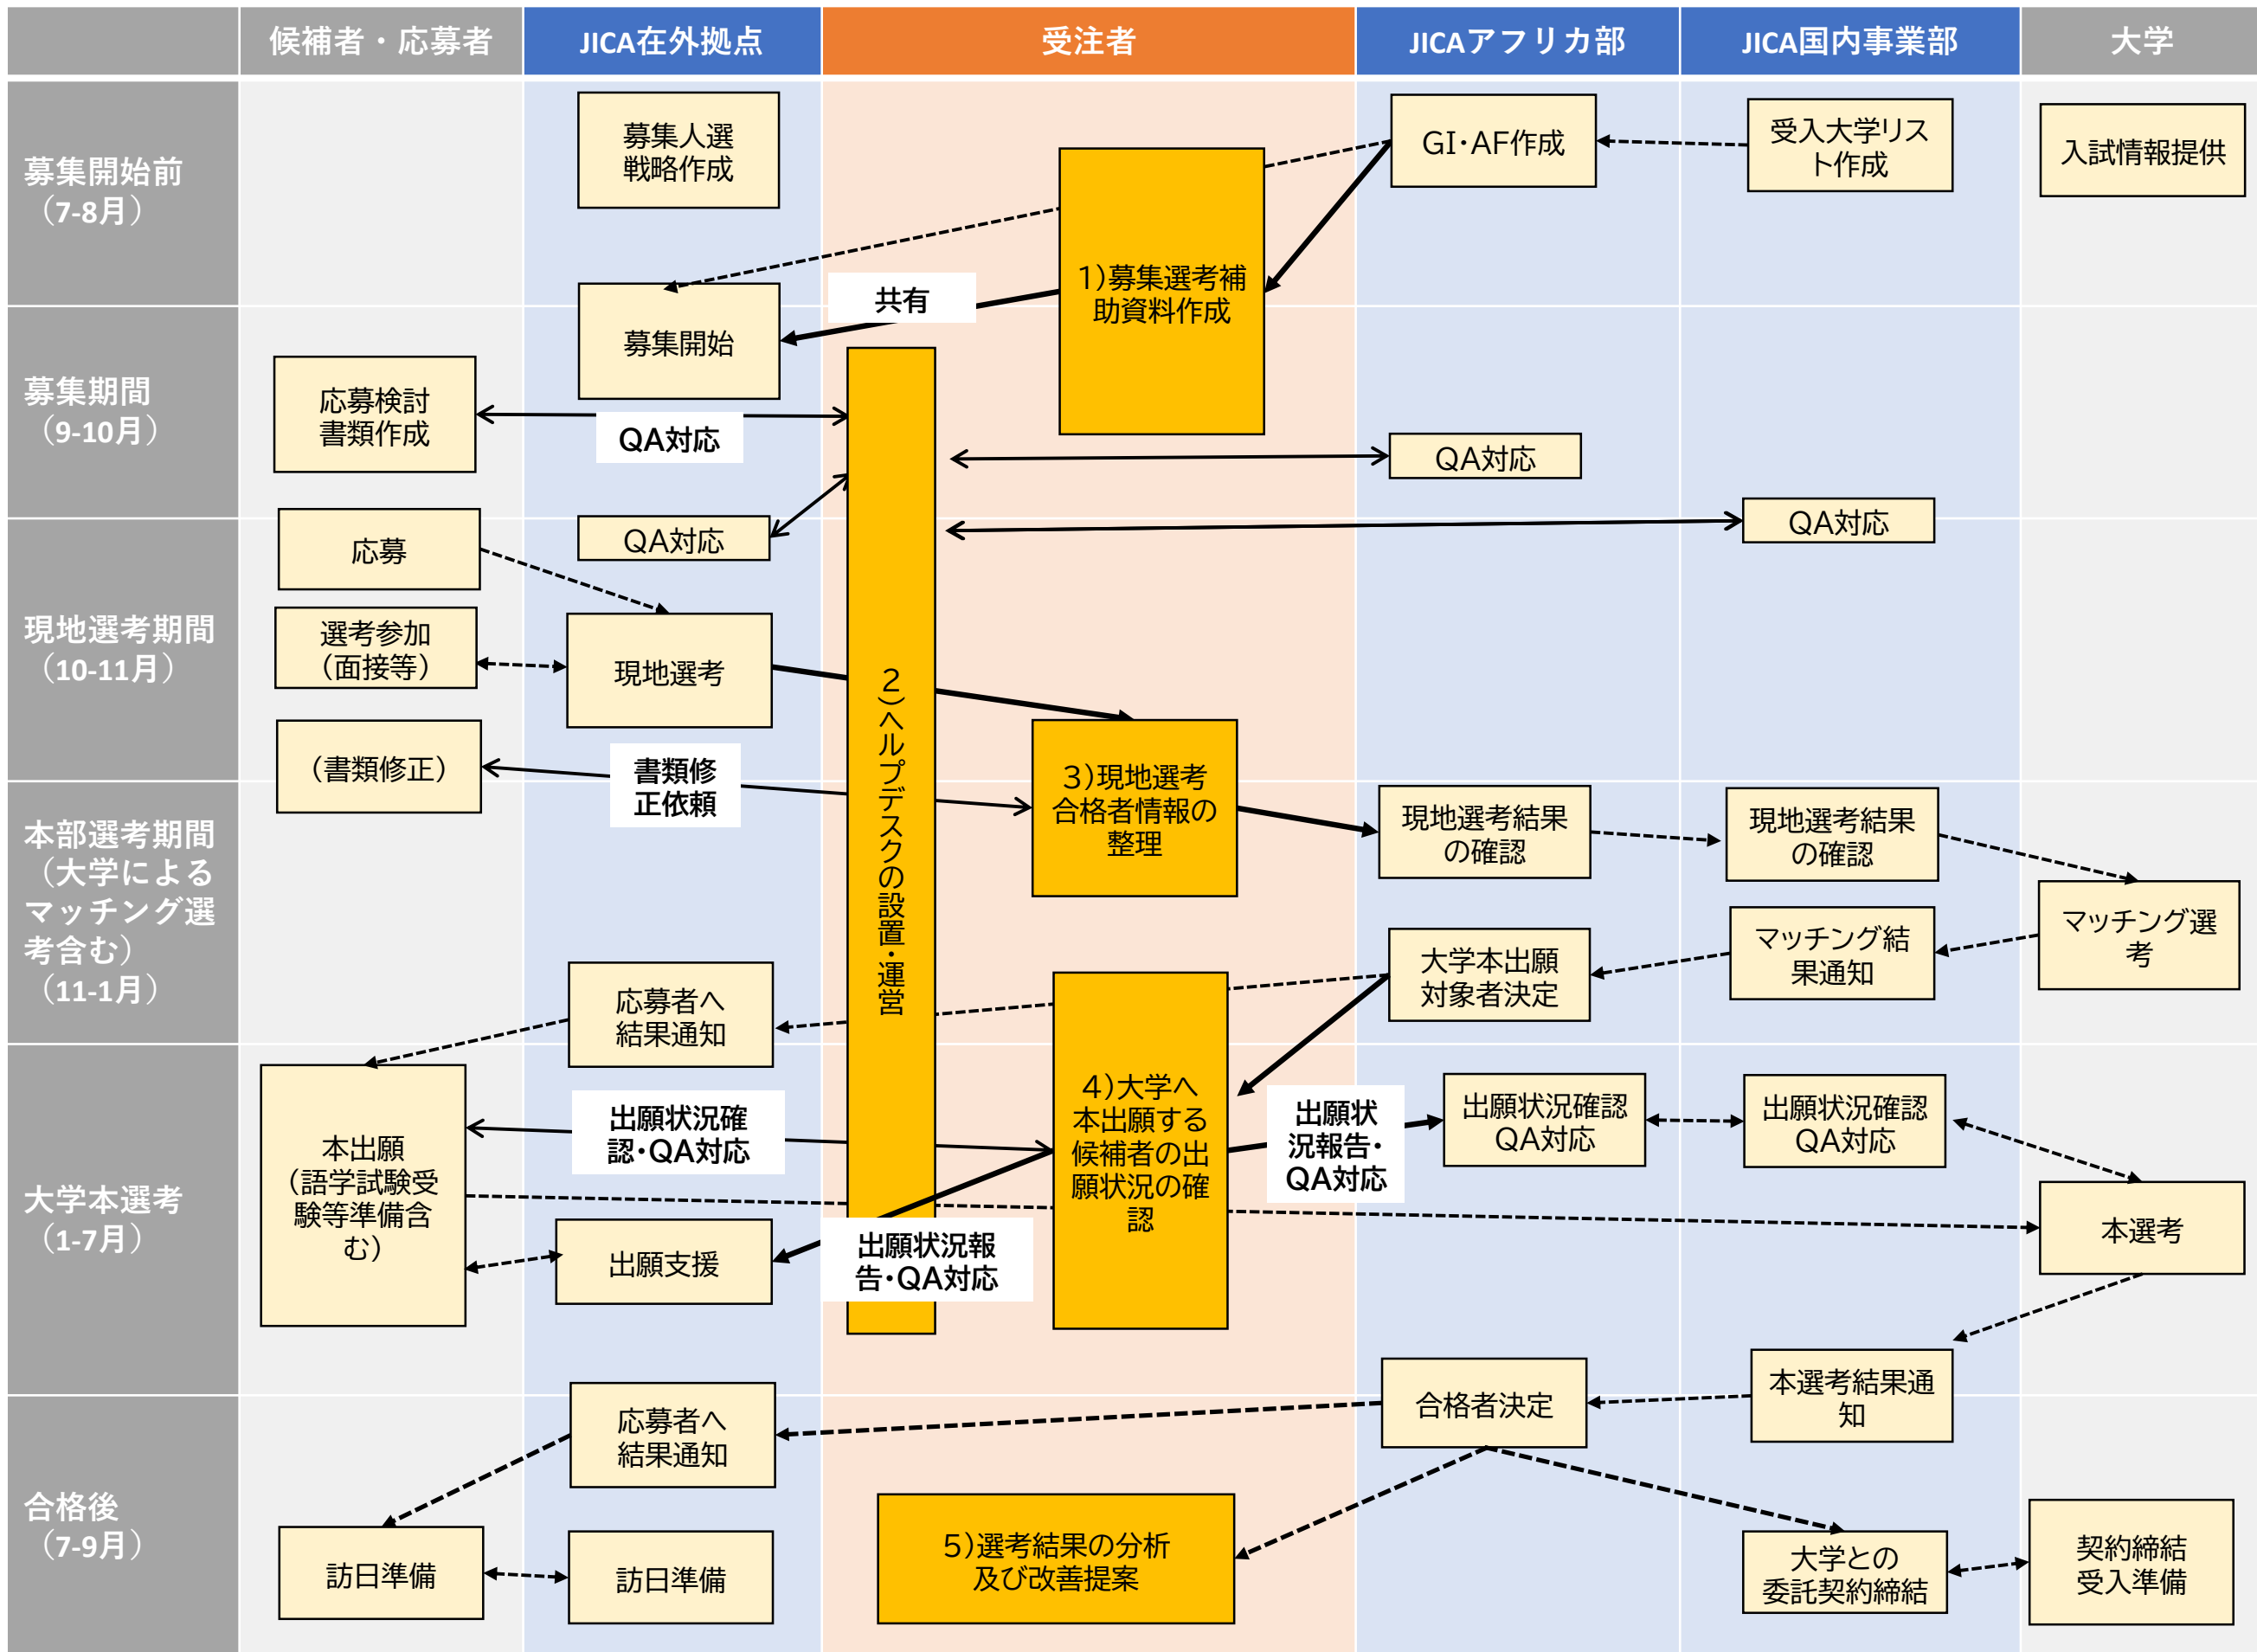 候補者・応募者
JICA在外拠点
受注者
JICAアフリカ部
JICA国内事業部
大学
募集開始前
（7-8月）
募集人選
戦略作成
GI・AF作成
受入大学リス
ト作成
入試情報提供
1)募集選考補
助資料作成
共有
募集開始
募集期間
（9-10月）
応募検討
書類作成
QA対応
QA対応
QA対応
QA対応
応募
現地選考期間
（10-11月）
選考参加
（面接等）
現地選考
2)ヘルプデスクの設置・運営
（書類修正）
書類修
正依頼
3)現地選考
合格者情報の
整理
本部選考期間
（大学による
マッチング選
考含む）
（11-1月）
現地選考結果
の確認
現地選考結果
の確認
マッチング選
考
マッチング結
果通知
大学本出願
対象者決定
応募者へ
結果通知
大学本選考
（1-7月）
本出願
（語学試験受
験等準備含
む）
出願状況確
認・QA対応
4)大学へ
本出願する
候補者の出
願状況の確
認
出願状
況報告・
QA対応
出願状況確認
QA対応
出願状況確認
QA対応
本選考
出願支援
出願状況報
告・QA対応
合格後
（7-9月）
応募者へ
結果通知
合格者決定
本選考結果通
知
訪日準備
訪日準備
5)選考結果の分析
及び改善提案
大学との
委託契約締結
契約締結
受入準備